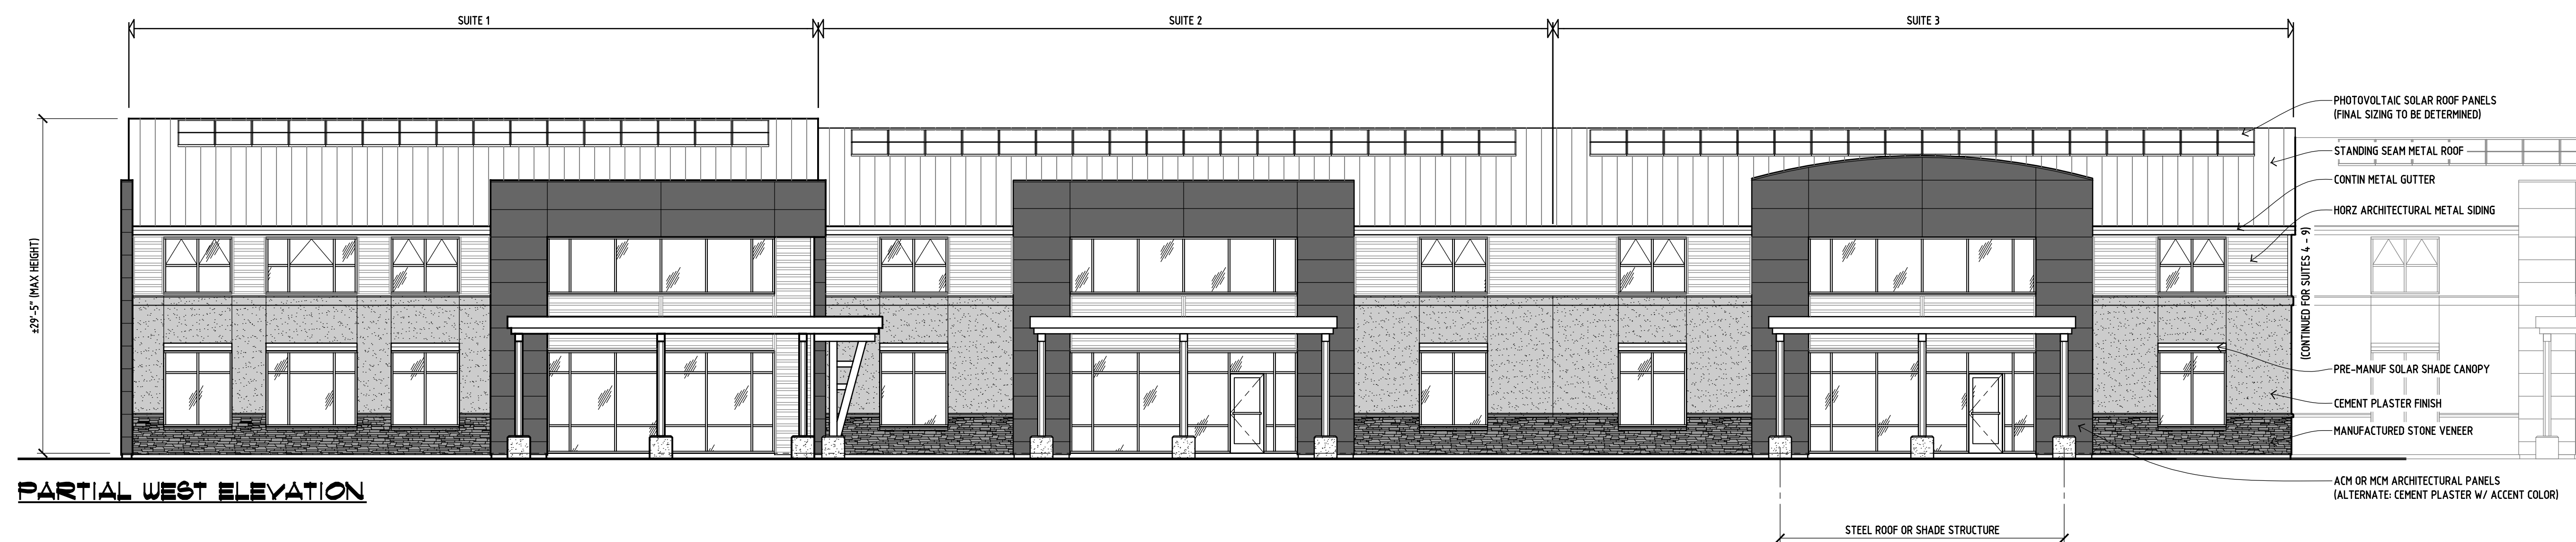 SUITE 1
SUITE 2
SUITE 3
±29'-5" (MAX HEIGHT)
PHOTOVOLTAIC SOLAR ROOF PANELS
(FINAL SIZING TO BE DETERMINED)
STANDING SEAM METAL ROOF
CONTIN METAL GUTTER
HORZ ARCHITECTURAL METAL SIDING
(CONTINUED FOR SUITES 4 - 9)
PRE-MANUF SOLAR SHADE CANOPY
CEMENT PLASTER FINISH
MANUFACTURED STONE VENEER
ACM OR MCM ARCHITECTURAL PANELS
(ALTERNATE: CEMENT PLASTER W/ ACCENT COLOR)
STEEL ROOF OR SHADE STRUCTURE
PARTIAL WEST ELEVATION